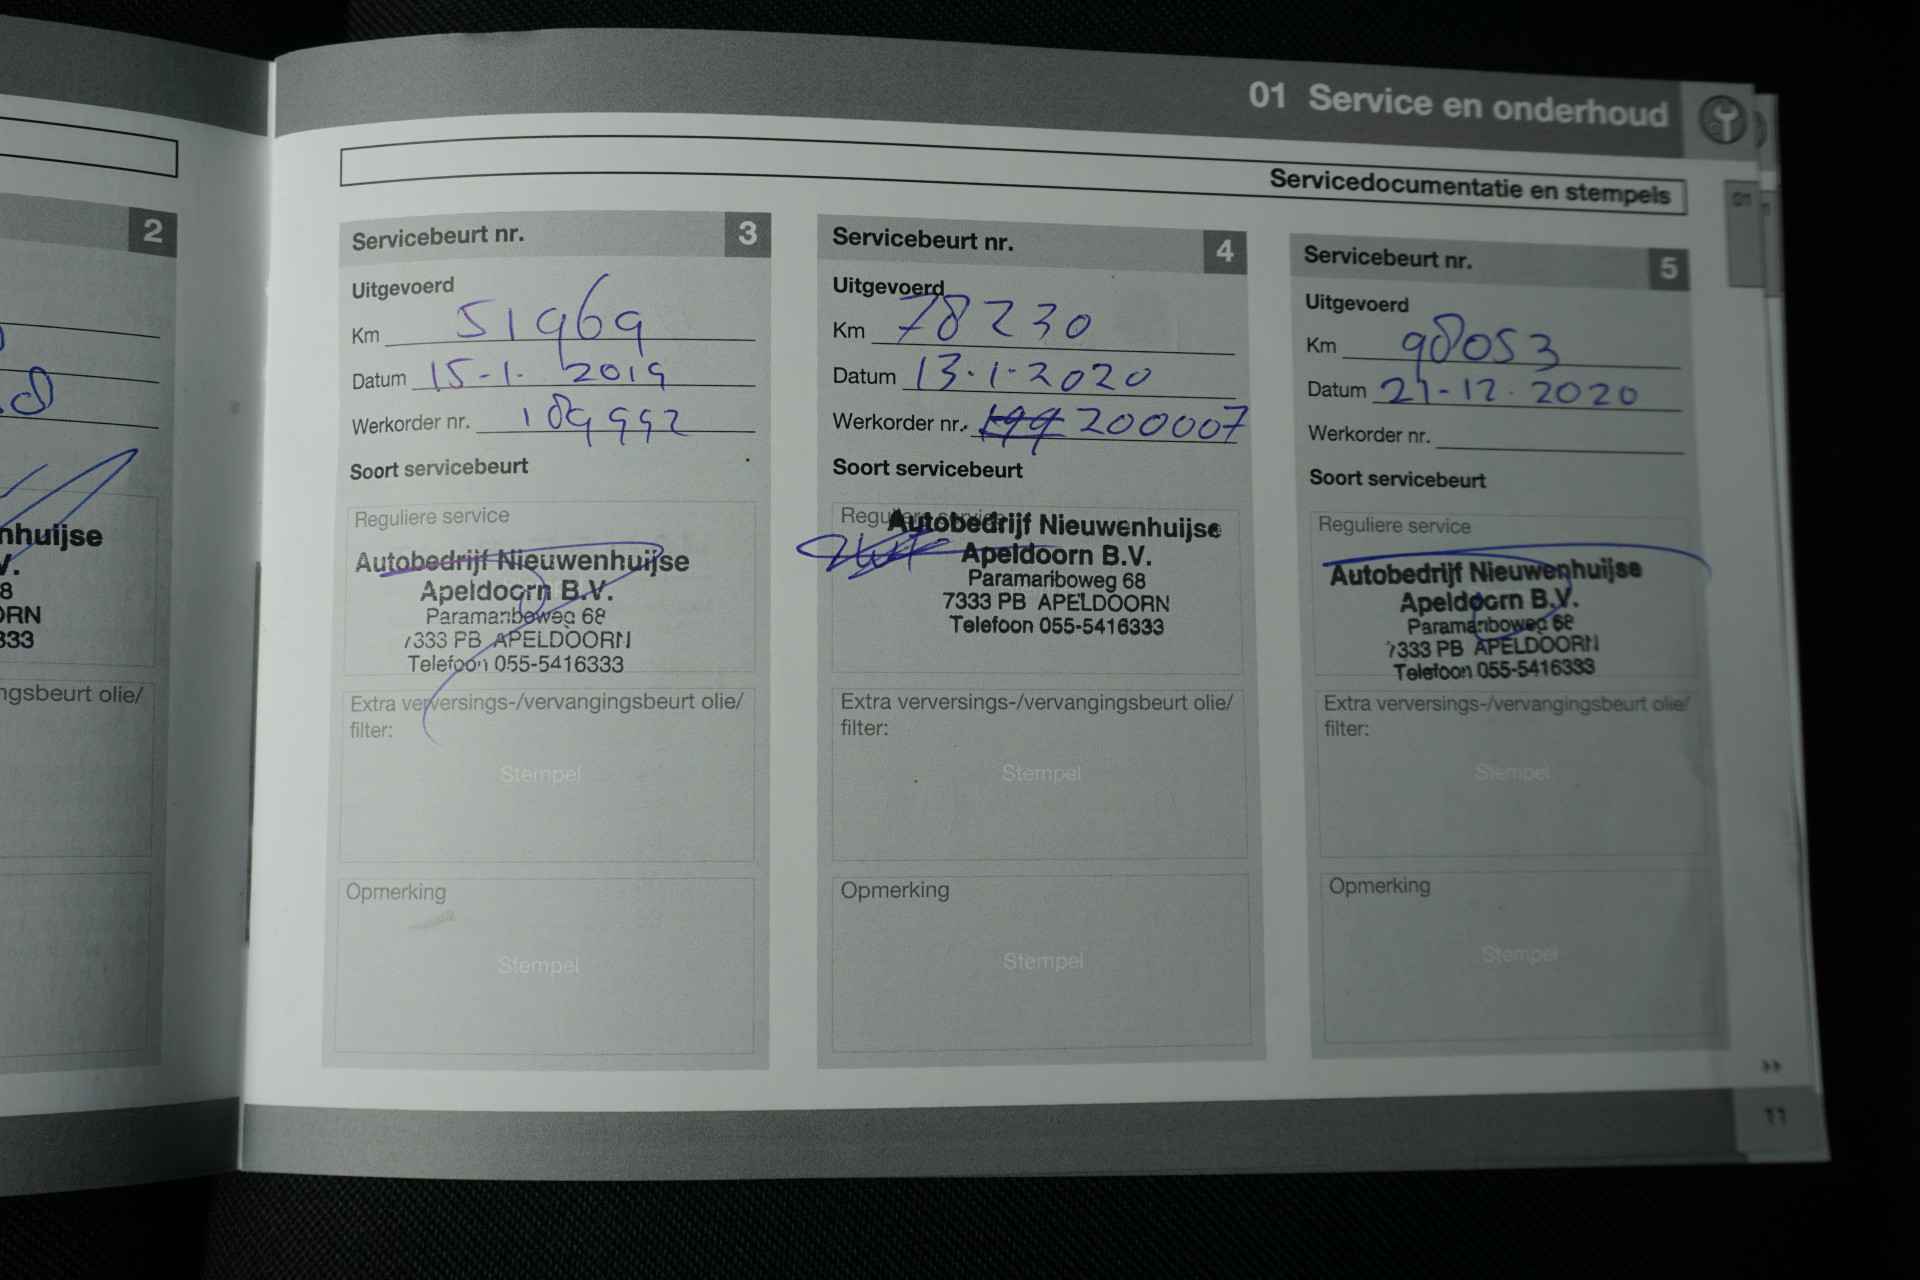 01 Service en onderhoud
Servicedocumentatie en stempels
01
2
nhuijse
V.
8
ORN
333
ngsbeurt olie/
Servicebeurt nr. 3
Uitgevoerd
Km 51969
Datum 15-1. 2019
Werkorder nr. 189992
Soort servicebeurt
Reguliere service
Autobedrijf Nieuwenhuijse
Apeldoorn B.V.
Paramariboweg 68
7333 PB APELDOORN
Telefoon 055-5416333
Extra verversings-/vervangingsbeurt olie/
filter:
Stempel
Opmerking
Stempel
Servicebeurt nr. 4
Uitgevoerd
Km 78230
Datum 13.1.2020
Werkorder nr. 199 200007
Soort servicebeurt
Reguliere service
Autobedrijf Nieuwenhuijse
Apeldoorn B.V.
Paramariboweg 68
7333 PB APELDOORN
Telefoon 055-5416333
Extra verversings-/vervangingsbeurt olie/
filter:
Stempel
Opmerking
Stempel
Servicebeurt nr. 5
Uitgevoerd
Km 98053
Datum 21-12.2020
Werkorder nr.
Soort servicebeurt
Reguliere service
Autobedrijf Nieuwenhuijse
Apeldoorn B.V.
Paramariboweg 68
7333 PB APELDOORN
Telefoon 055-5416333
Extra verversings-/vervangingsbeurt olie/
filter:
Stempel
Opmerking
Stempel
11